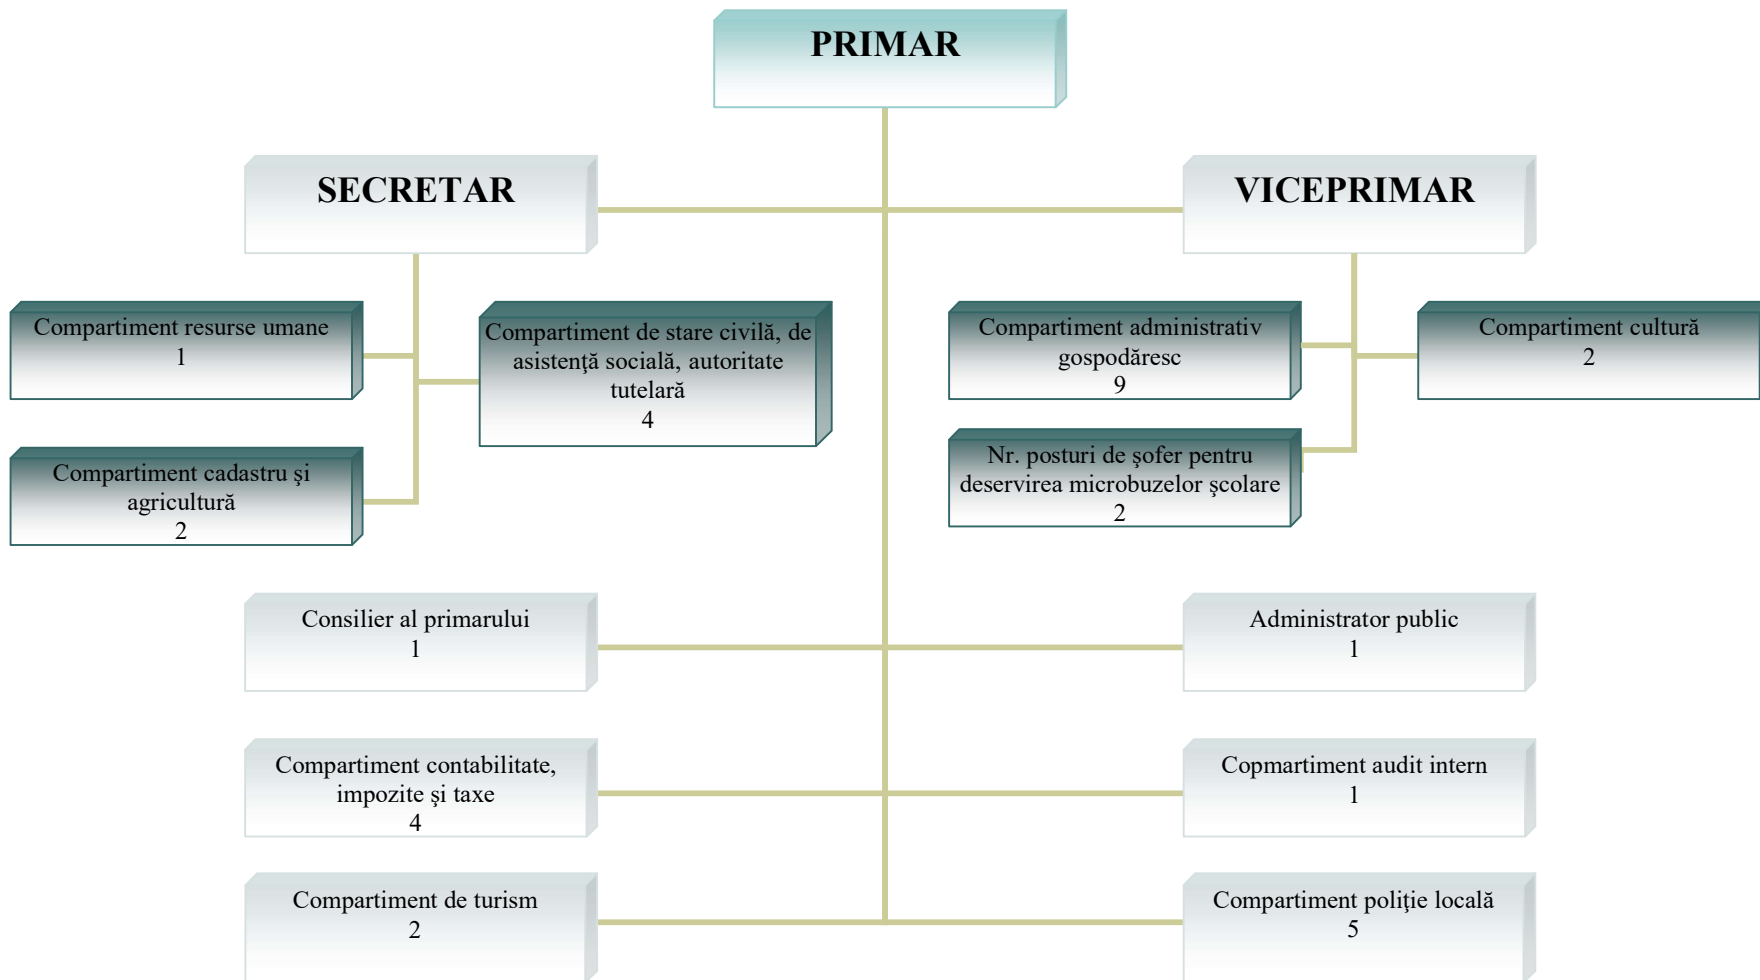 PRIMAR
SECRETAR
VICEPRIMAR
Compartiment resurse umane
1
Compartiment de stare civilă, de
asistenţă socială, autoritate
tutelară
4
Compartiment administrativ
gospodăresc
9
Compartiment cultură
2
Compartiment cadastru şi
agricultură
2
Nr. posturi de şofer pentru
deservirea microbuzelor şcolare
2
Consilier al primarului
1
Administrator public
1
Compartiment contabilitate,
impozite şi taxe
4
Copmartiment audit intern
1
Compartiment de turism
2
Compartiment poliţie locală
5